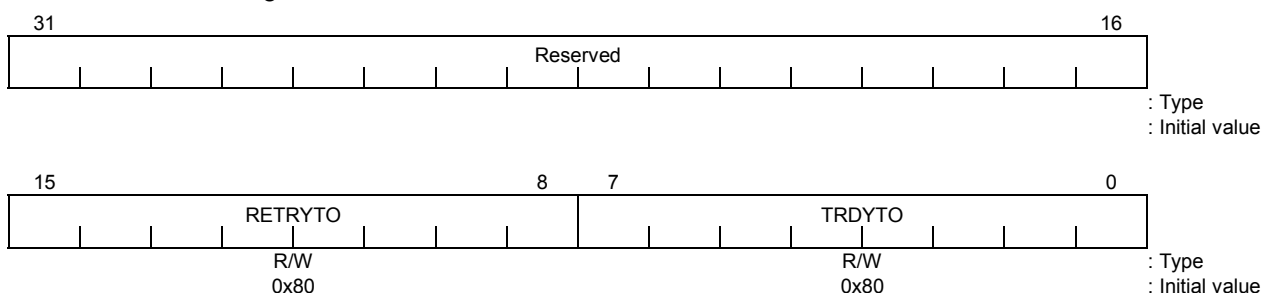 31 16
Reserved
: Type
: Initial value
15 8 7 0
RETRYTO TRDYTO
R/W R/W : Type
0x80 0x80 : Initial value